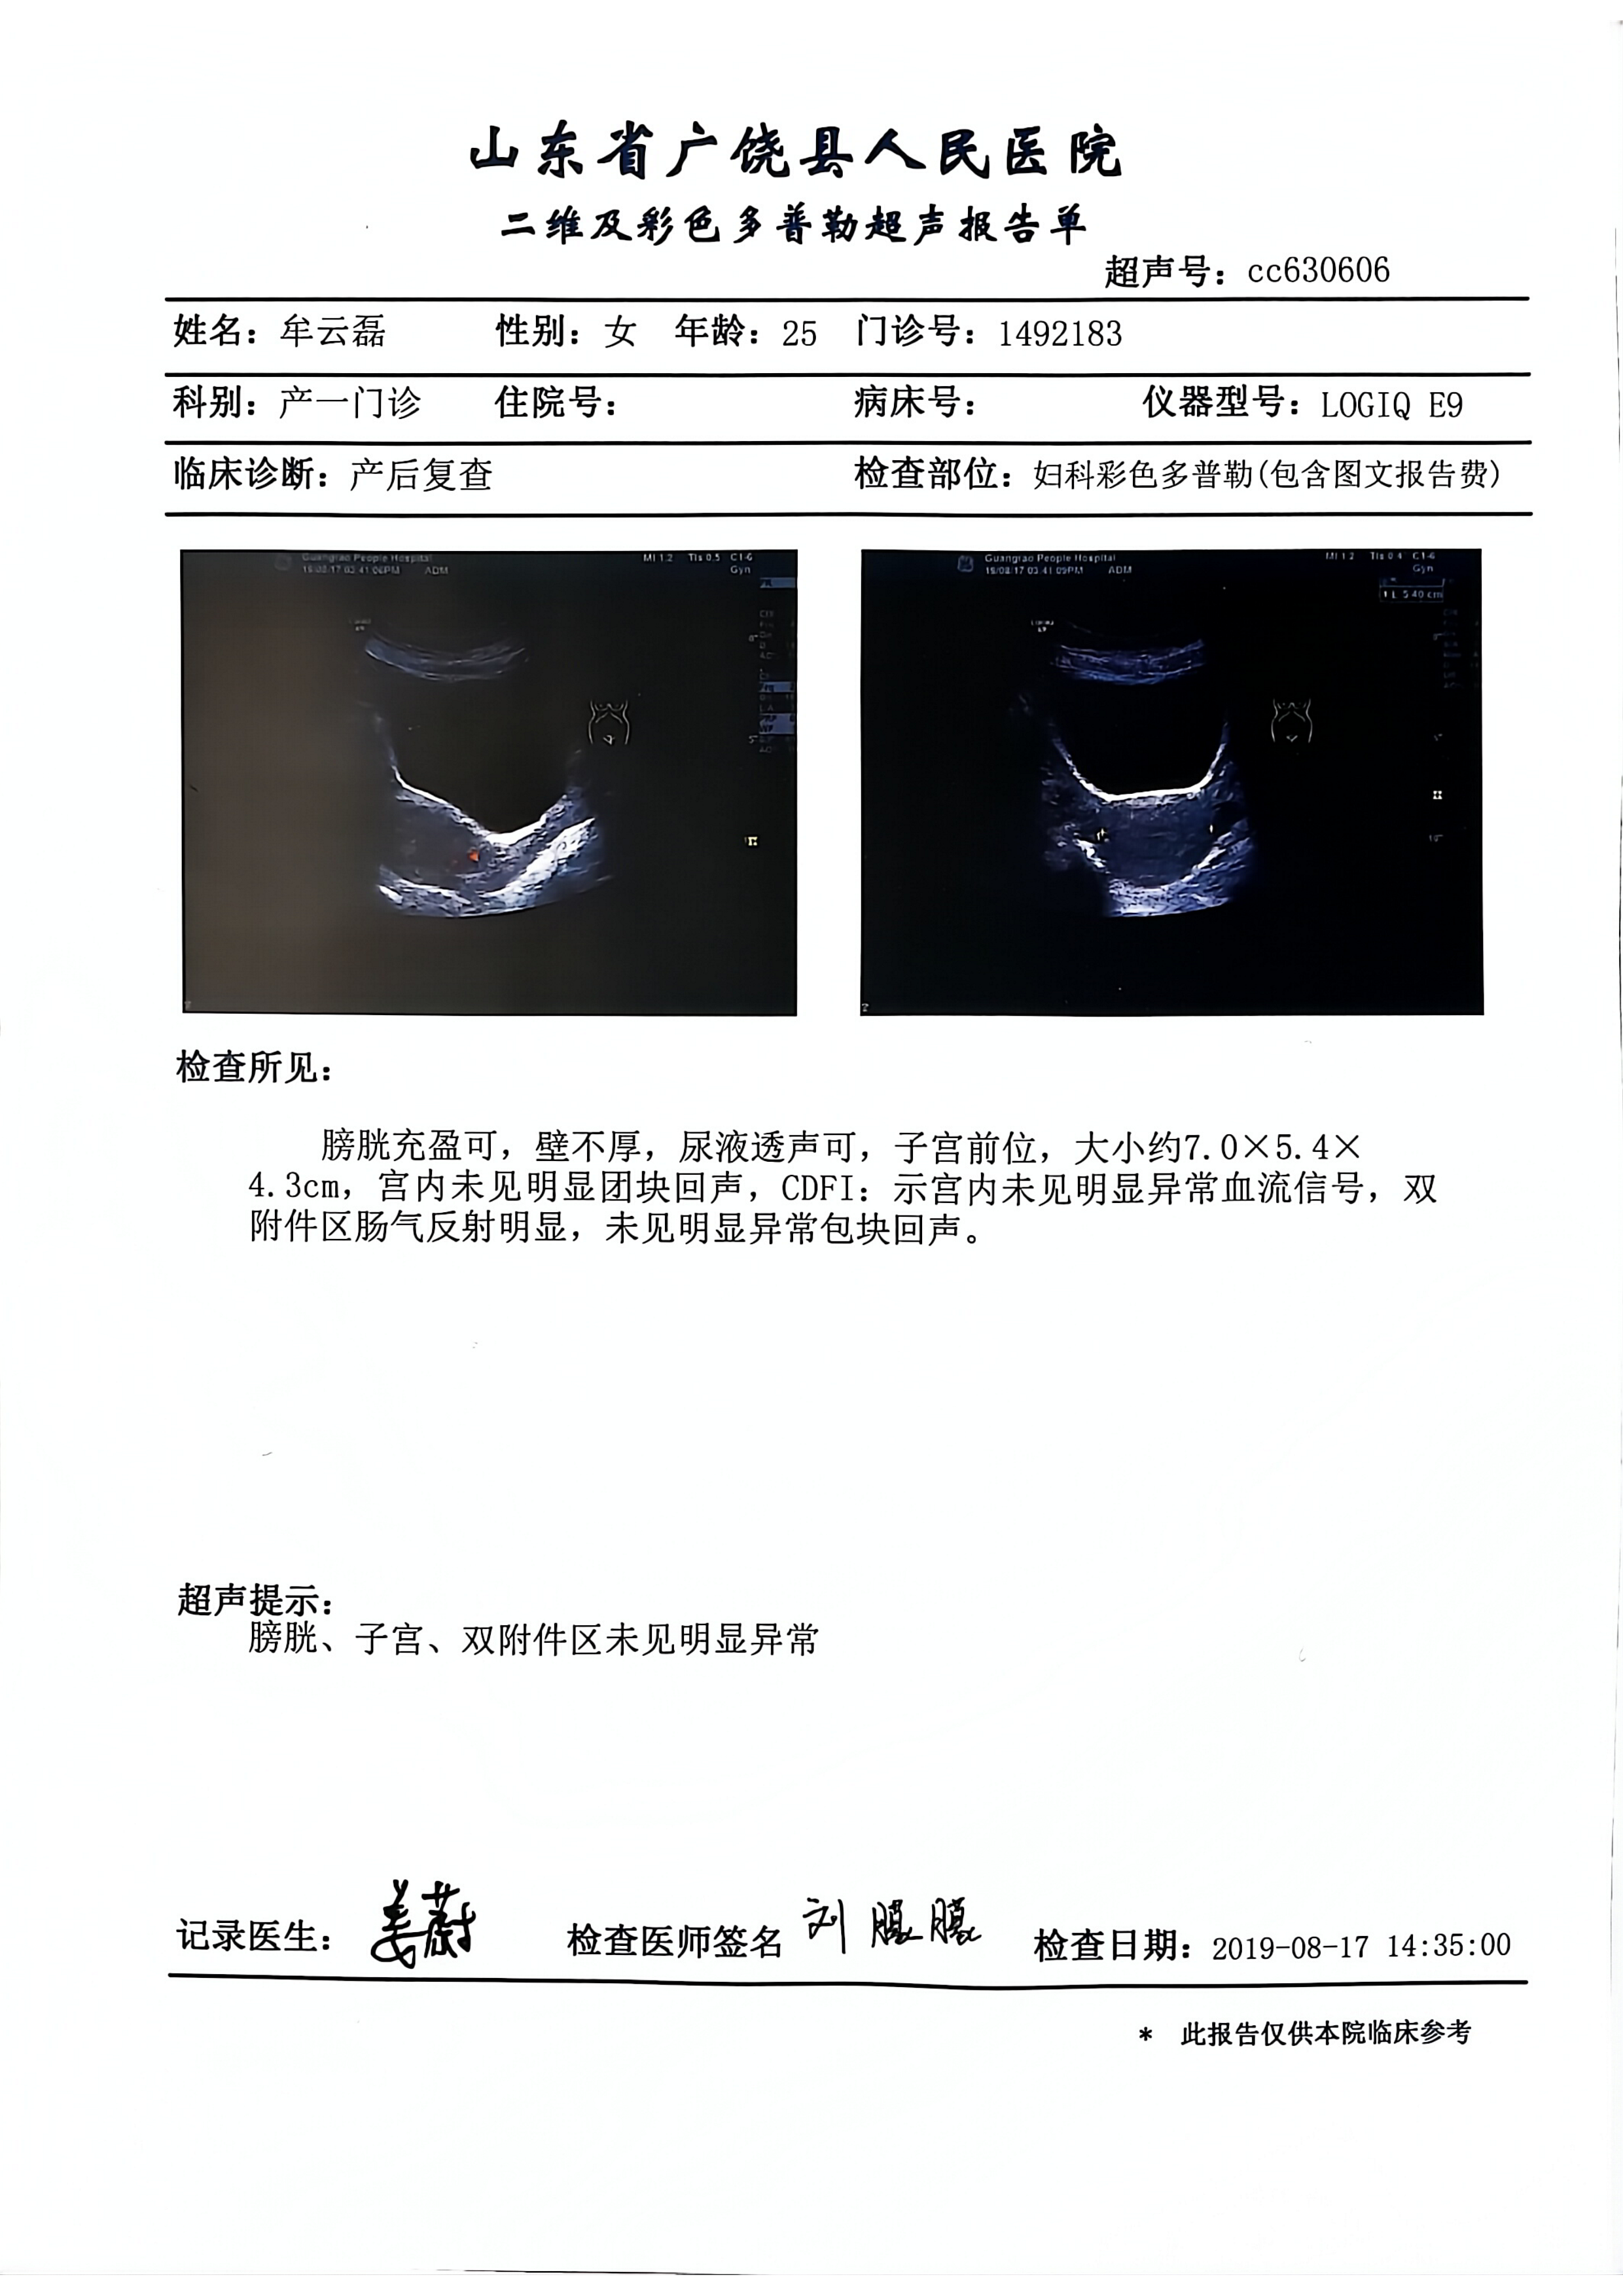 山东省广饶县人民医院
二维及彩色多普勒超声报告单
超声号：cc630606
姓名：牟云磊 性别：女 年龄：25 门诊号：1492183
科别：产一门诊 住院号： 病床号： 仪器型号：LOGIQ E9
临床诊断：产后复查 检查部位：妇科彩色多普勒(包含图文报告费)
Guangrao People Hospital MI 1.2 TIs 0.5 C1-6
19/08/17 03:41:06PM ADM Gyn
Guangrao People Hospital MI 1.2 TIs 0.4 C1-6
19/08/17 03:41:09PM ADM Gyn
1 L 5.40 cm
检查所见：
膀胱充盈可，壁不厚，尿液透声可，子宫前位，大小约7.0×5.4×
4.3cm，宫内未见明显团块回声，CDFI：示宫内未见明显异常血流信号，双
附件区肠气反射明显，未见明显异常包块回声。
超声提示：
膀胱、子宫、双附件区未见明显异常
记录医生：姜蔚 检查医师签名 刘 检查日期：2019-08-17 14:35:00
* 此报告仅供本院临床参考